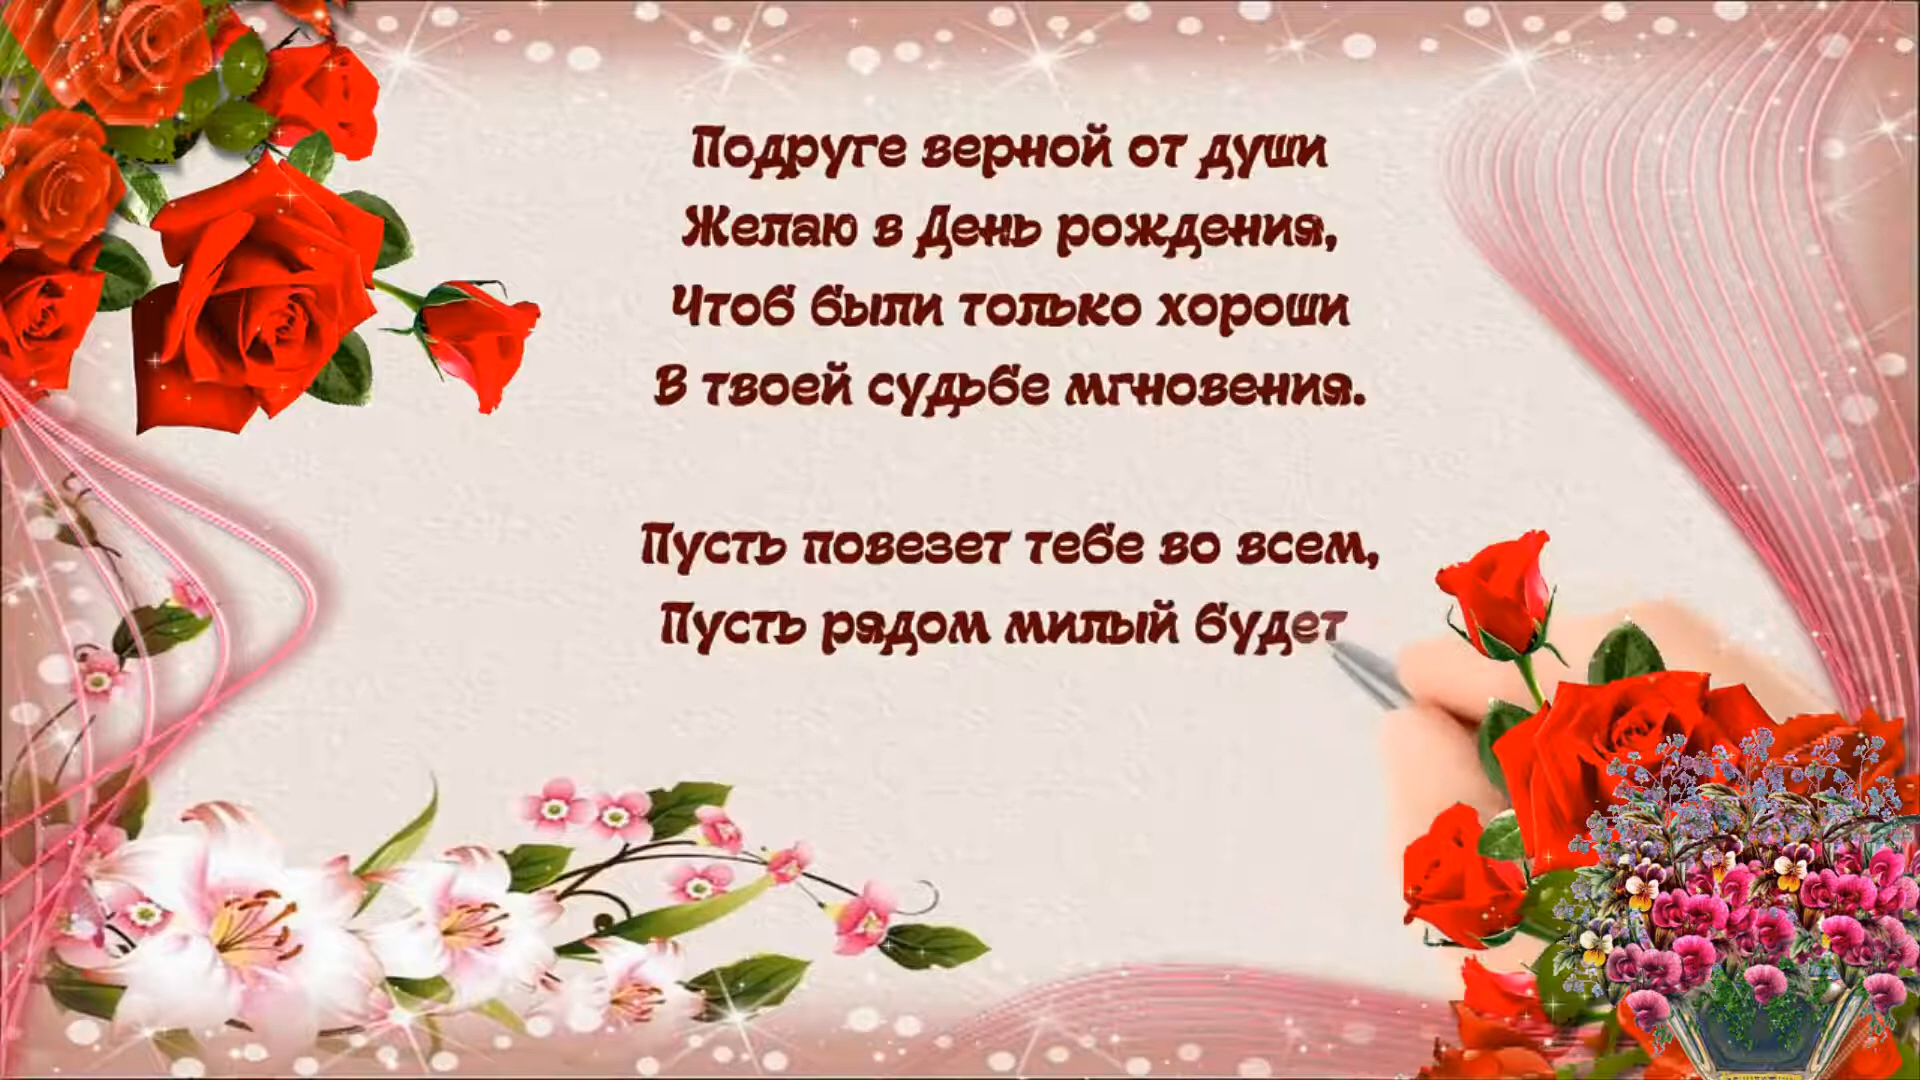 Подруге верной от души
Желаю в День рождения,
Чтоб были только хороши
В твоей судьбе мгновения.
Пусть повезет тебе во всем,
Пусть рядом милый будет